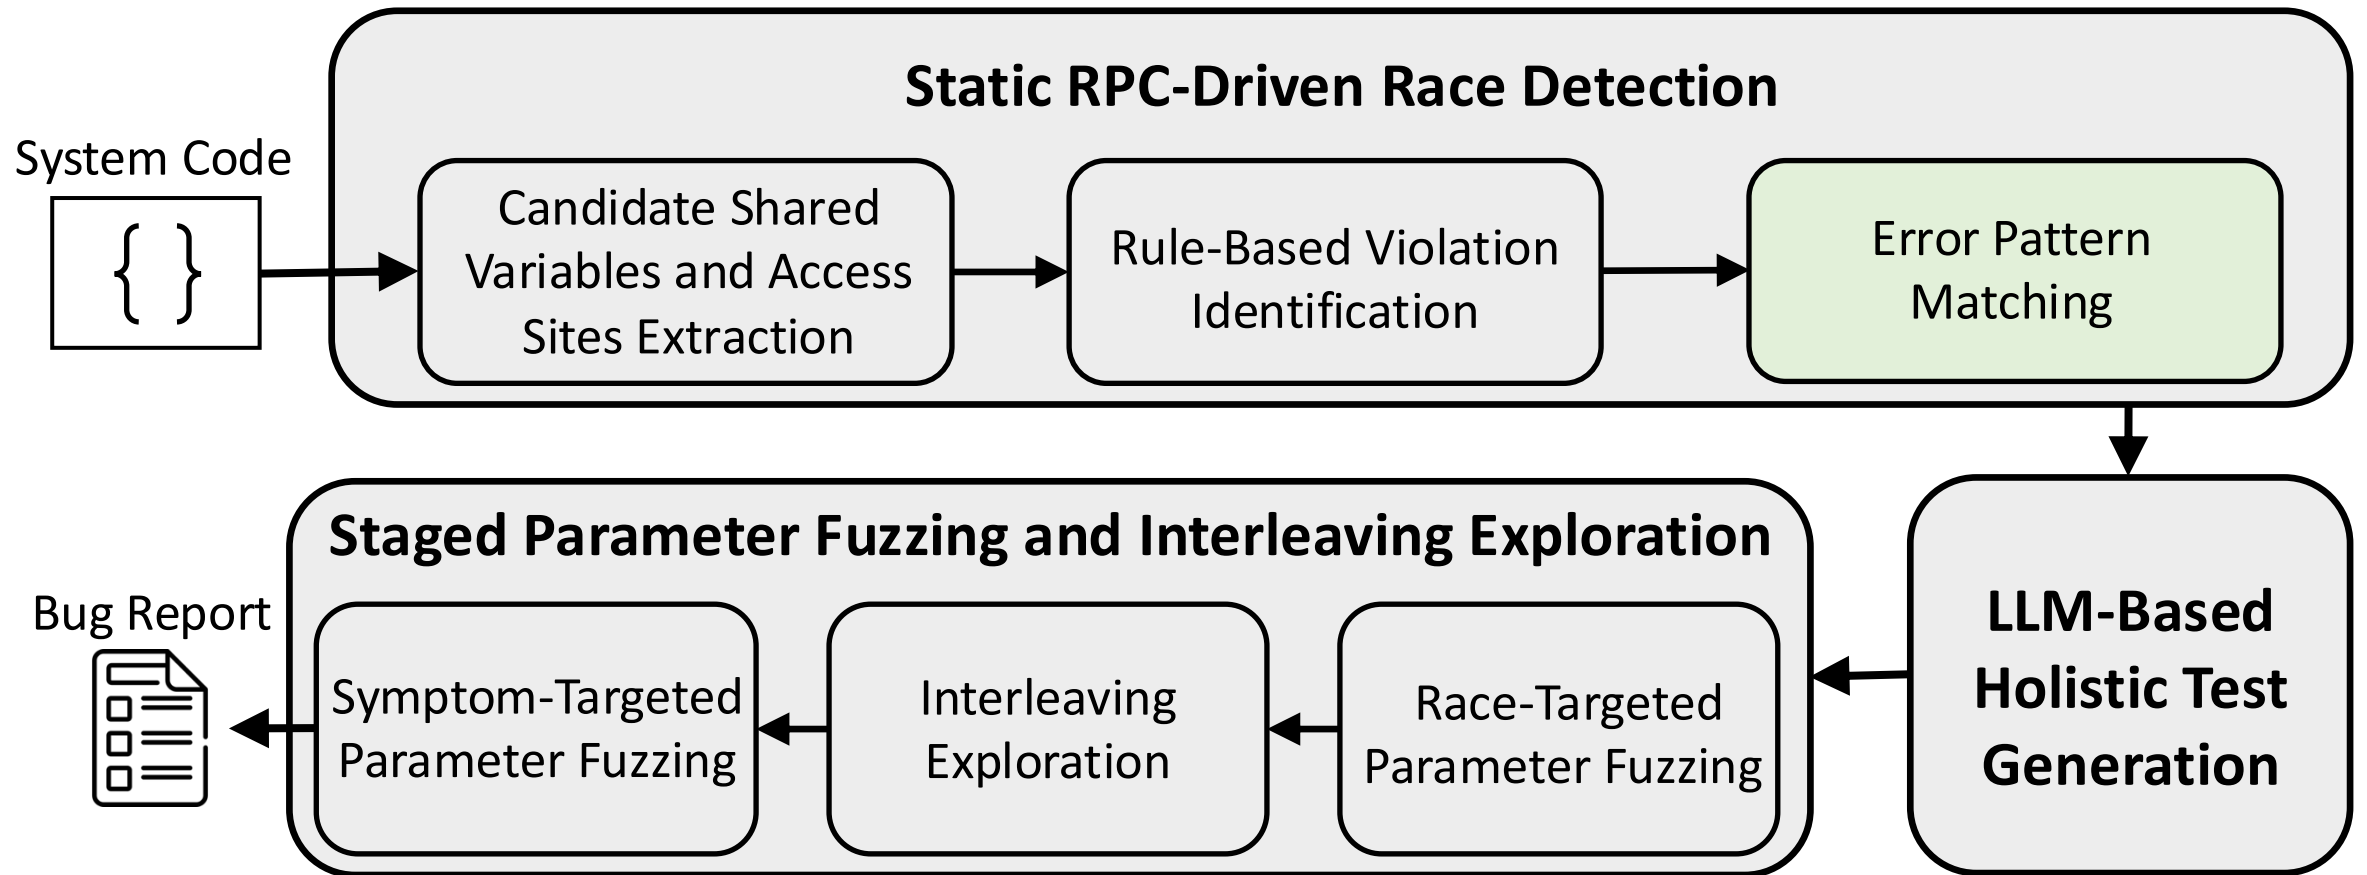 Static RPC-Driven Race Detection
System Code
{ }
Candidate Shared
Variables and Access
Sites Extraction
Rule-Based Violation
Identification
Error Pattern
Matching
LLM-Based
Holistic Test
Generation
Staged Parameter Fuzzing and Interleaving Exploration
Race-Targeted
Parameter Fuzzing
Interleaving
Exploration
Symptom-Targeted
Parameter Fuzzing
Bug Report